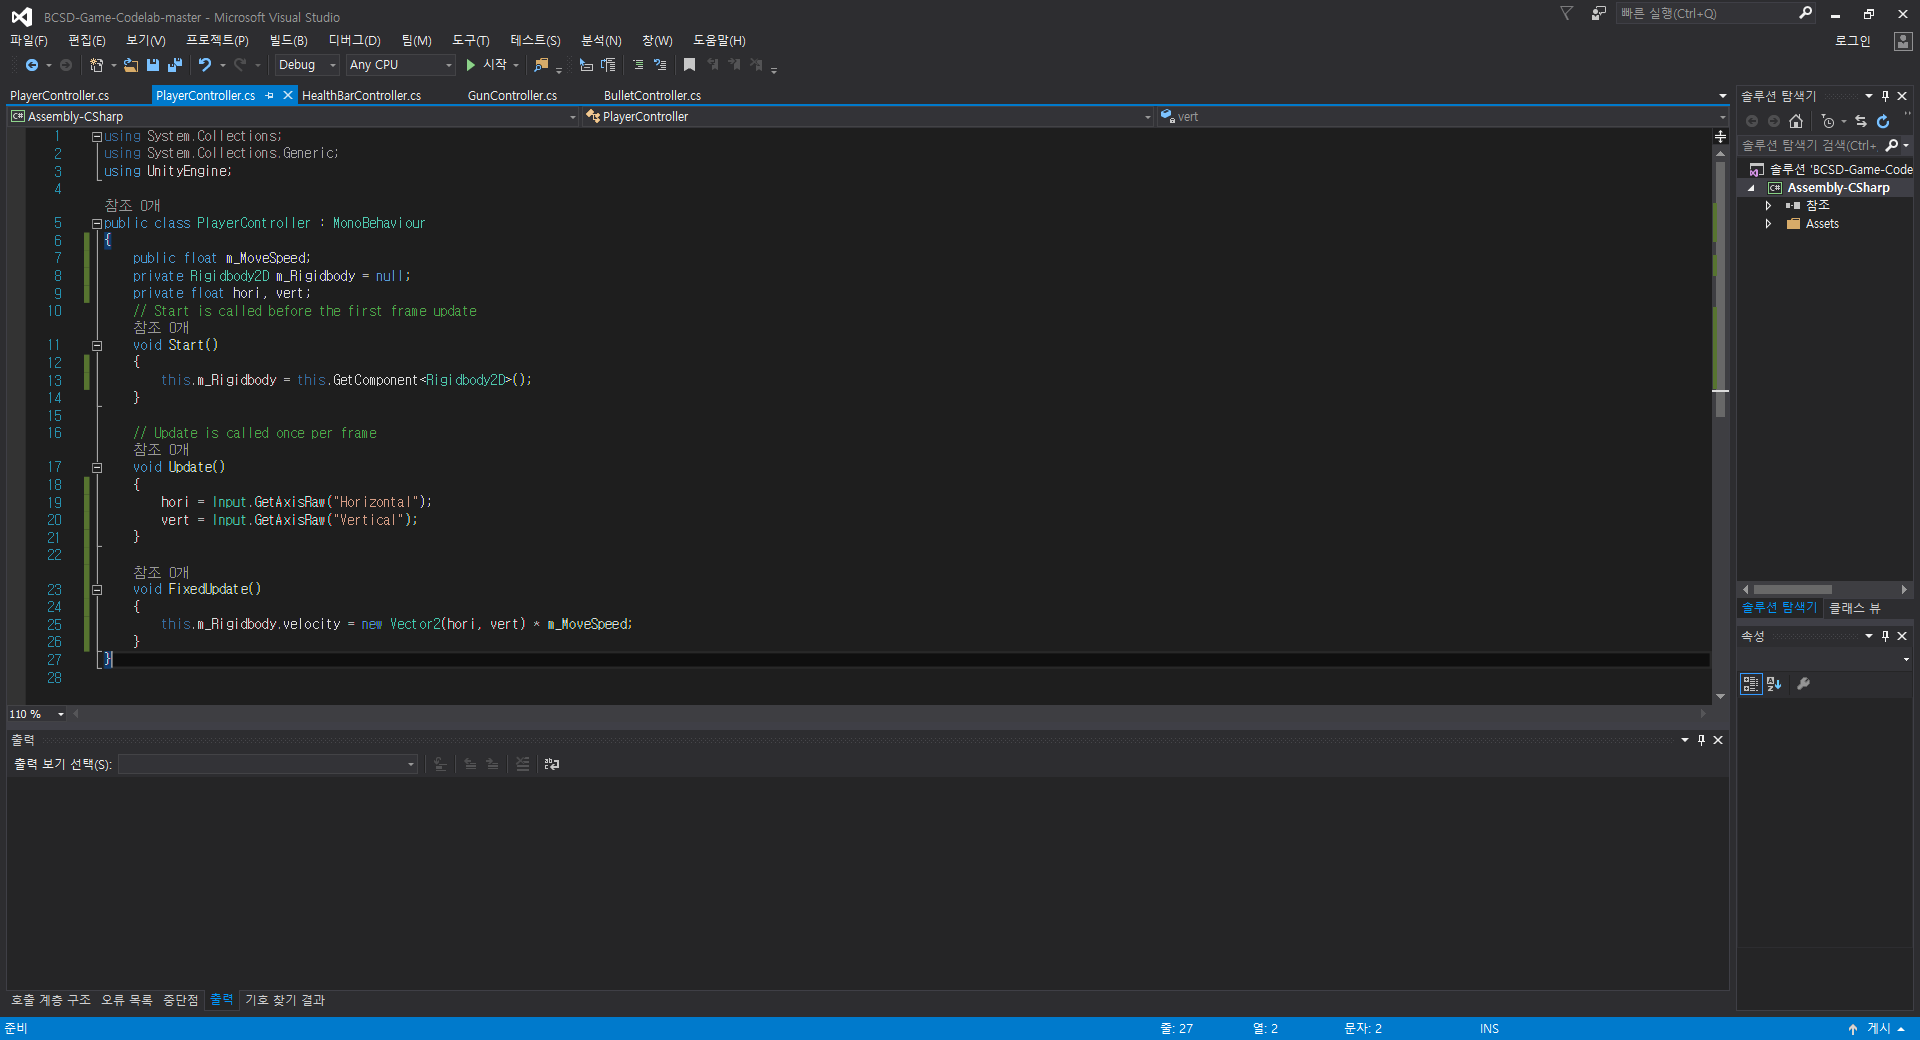 BCSD-Game-Codelab-master - Microsoft Visual Studio
빠른 실행(Ctrl+Q)
파일(F) 편집(E) 보기(V) 프로젝트(P) 빌드(B) 디버그(D) 팀(M) 도구(T) 테스트(S) 분석(N) 창(W) 도움말(H)
로그인
Debug Any CPU 시작
PlayerController.cs PlayerController.cs HealthBarController.cs GunController.cs BulletController.cs
Assembly-CSharp PlayerController vert
1 using System.Collections;
2 using System.Collections.Generic;
3 using UnityEngine;
4
참조 0개
5 public class PlayerController : MonoBehaviour
6 {
7 public float m_MoveSpeed;
8 private Rigidbody2D m_Rigidbody = null;
9 private float hori, vert;
10 // Start is called before the first frame update
참조 0개
11 void Start()
12 {
13 this.m_Rigidbody = this.GetComponent<Rigidbody2D>();
14 }
15
16 // Update is called once per frame
참조 0개
17 void Update()
18 {
19 hori = Input.GetAxisRaw("Horizontal");
20 vert = Input.GetAxisRaw("Vertical");
21 }
22
참조 0개
23 void FixedUpdate()
24 {
25 this.m_Rigidbody.velocity = new Vector2(hori, vert) * m_MoveSpeed;
26 }
27 }
28
110 %
솔루션 탐색기
솔루션 탐색기 검색(Ctrl+
솔루션 'BCSD-Game-Code
C# Assembly-CSharp
참조
Assets
솔루션 탐색기 클래스 뷰
속성
출력
출력 보기 선택(S):
호출 계층 구조 오류 목록 중단점 출력 기호 찾기 결과
준비 줄: 27 열: 2 문자: 2 INS 게시